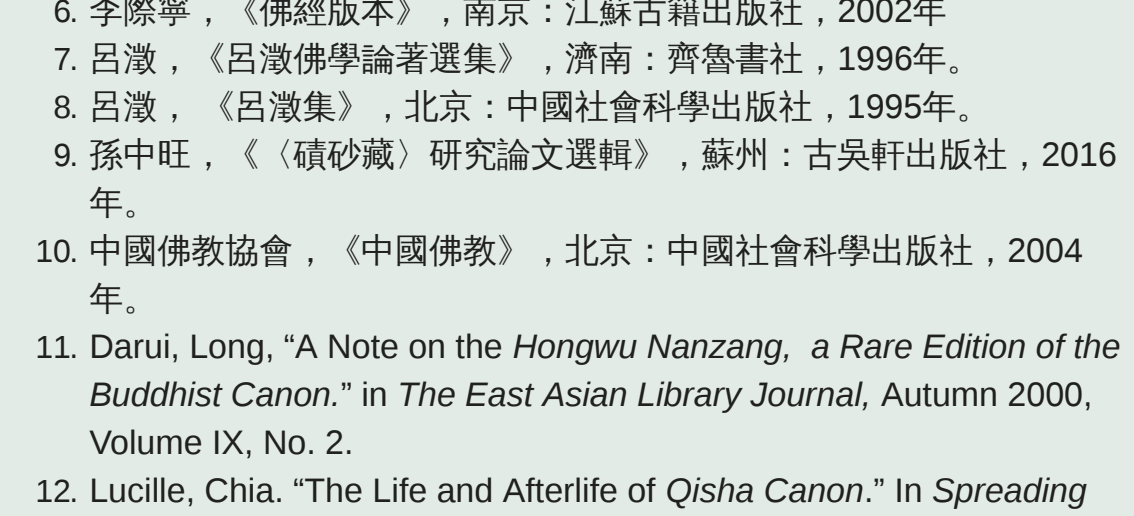 6. 李際寧，《佛經版本》，南京：江蘇古籍出版社，2002年
7. 呂澂，《呂澂佛學論著選集》，濟南：齊魯書社，1996年。
8. 呂澂， 《呂澂集》，北京：中國社會科學出版社，1995年。
9. 孫中旺，《〈磧砂藏〉研究論文選輯》，蘇州：古吳軒出版社，2016
年。
10. 中國佛教協會，《中國佛教》，北京：中國社會科學出版社，2004
年。
11. Darui, Long, “A Note on the Hongwu Nanzang,  a Rare Edition of the
Buddhist Canon.” in The East Asian Library Journal, Autumn 2000,
Volume IX, No. 2.
12. Lucille, Chia. “The Life and Afterlife of Qisha Canon.” In Spreading